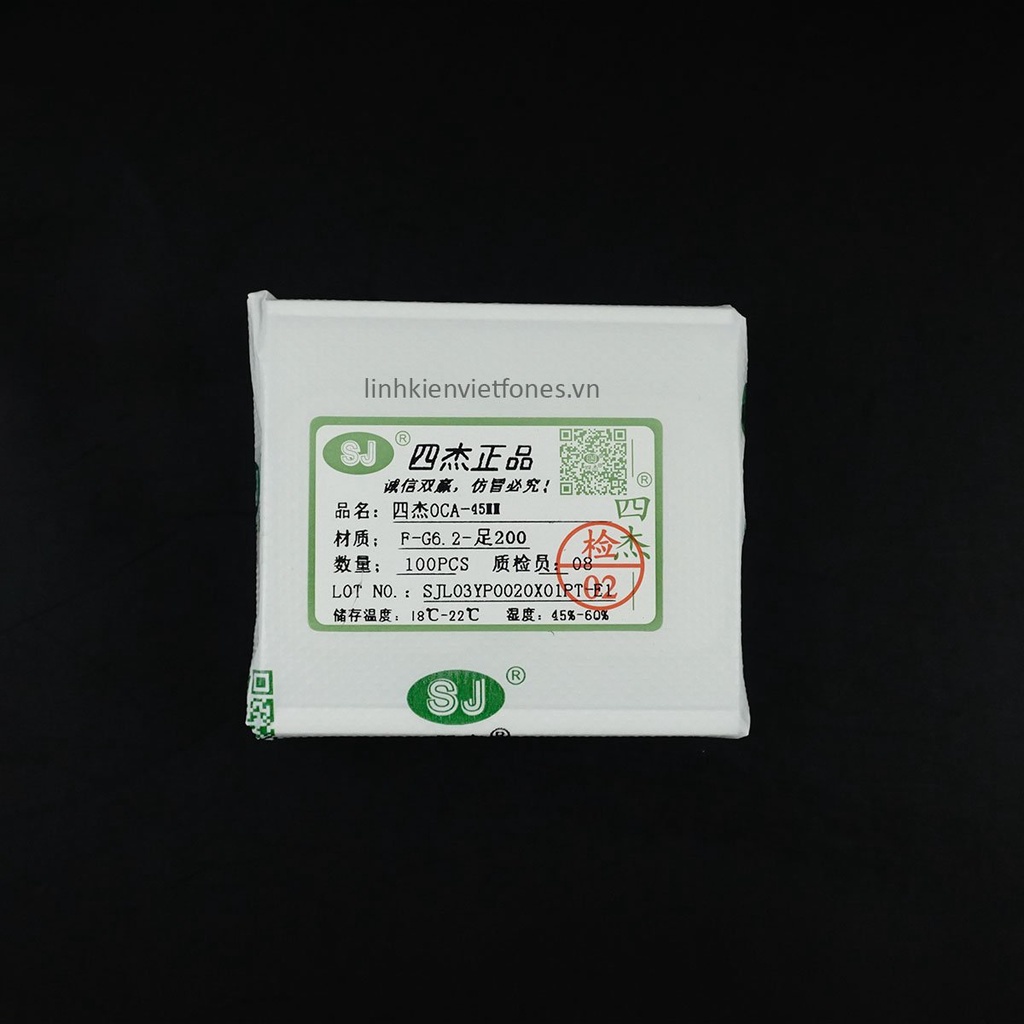 linhkienvietfones.vn
SJ® 四杰正品
诚信双赢，仿冒必究！
品名：四杰OCA-45MM
材质：F-G6.2-足200
数量：100PCS 质检员：08
LOT NO.：SJL03YP0020X01PT-E1
储存温度：18℃-22℃ 湿度：45%-60%
®
四杰
检
02
SJ®
®